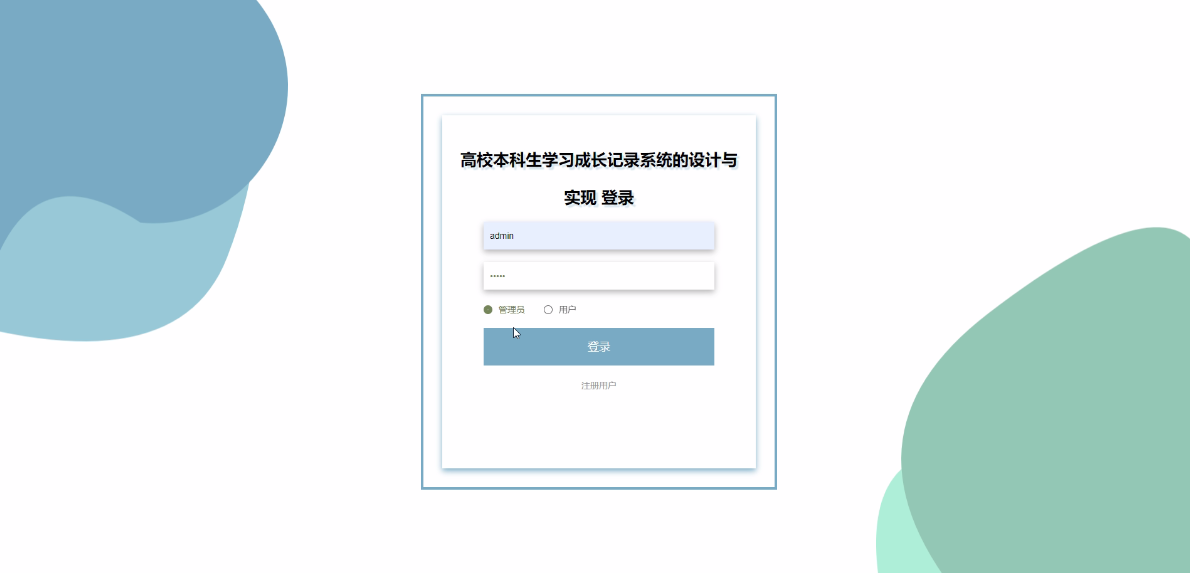 高校本科生学习成长记录系统的设计与
实现 登录
admin
•••••
管理员 用户
登录
注册用户